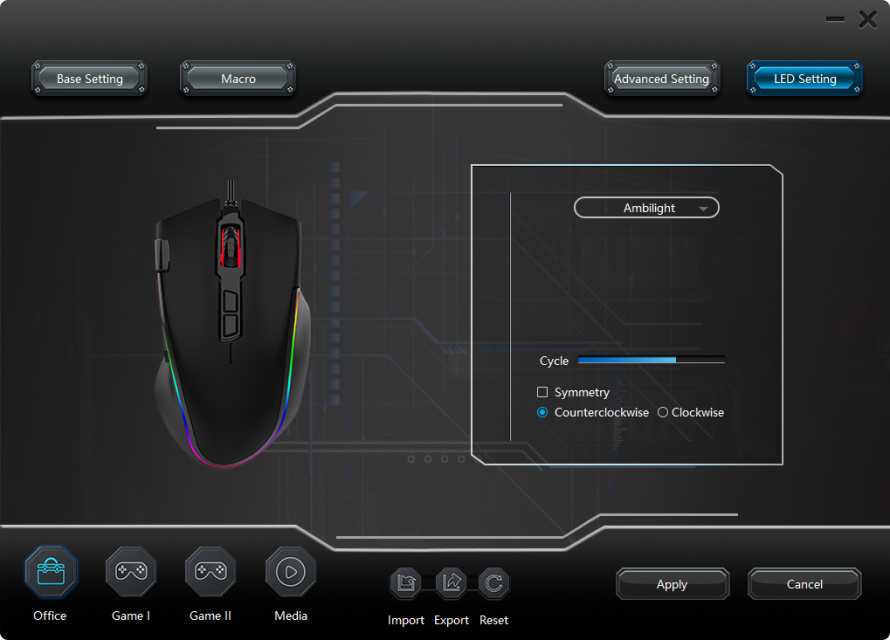 Base Setting
Macro
Advanced Setting
LED Setting
Ambilight
Cycle
Symmetry
Counterclockwise
Clockwise
Office
Game I
Game II
Media
Import
Export
Reset
Apply
Cancel